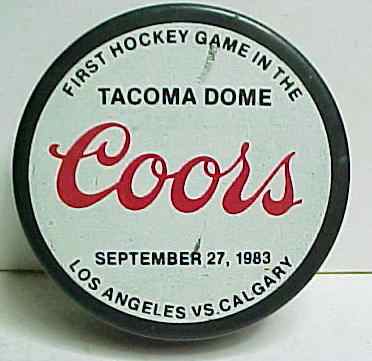 FIRST HOCKEY GAME IN THE
TACOMA DOME
Coors
SEPTEMBER 27, 1983
LOS ANGELES VS. CALGARY